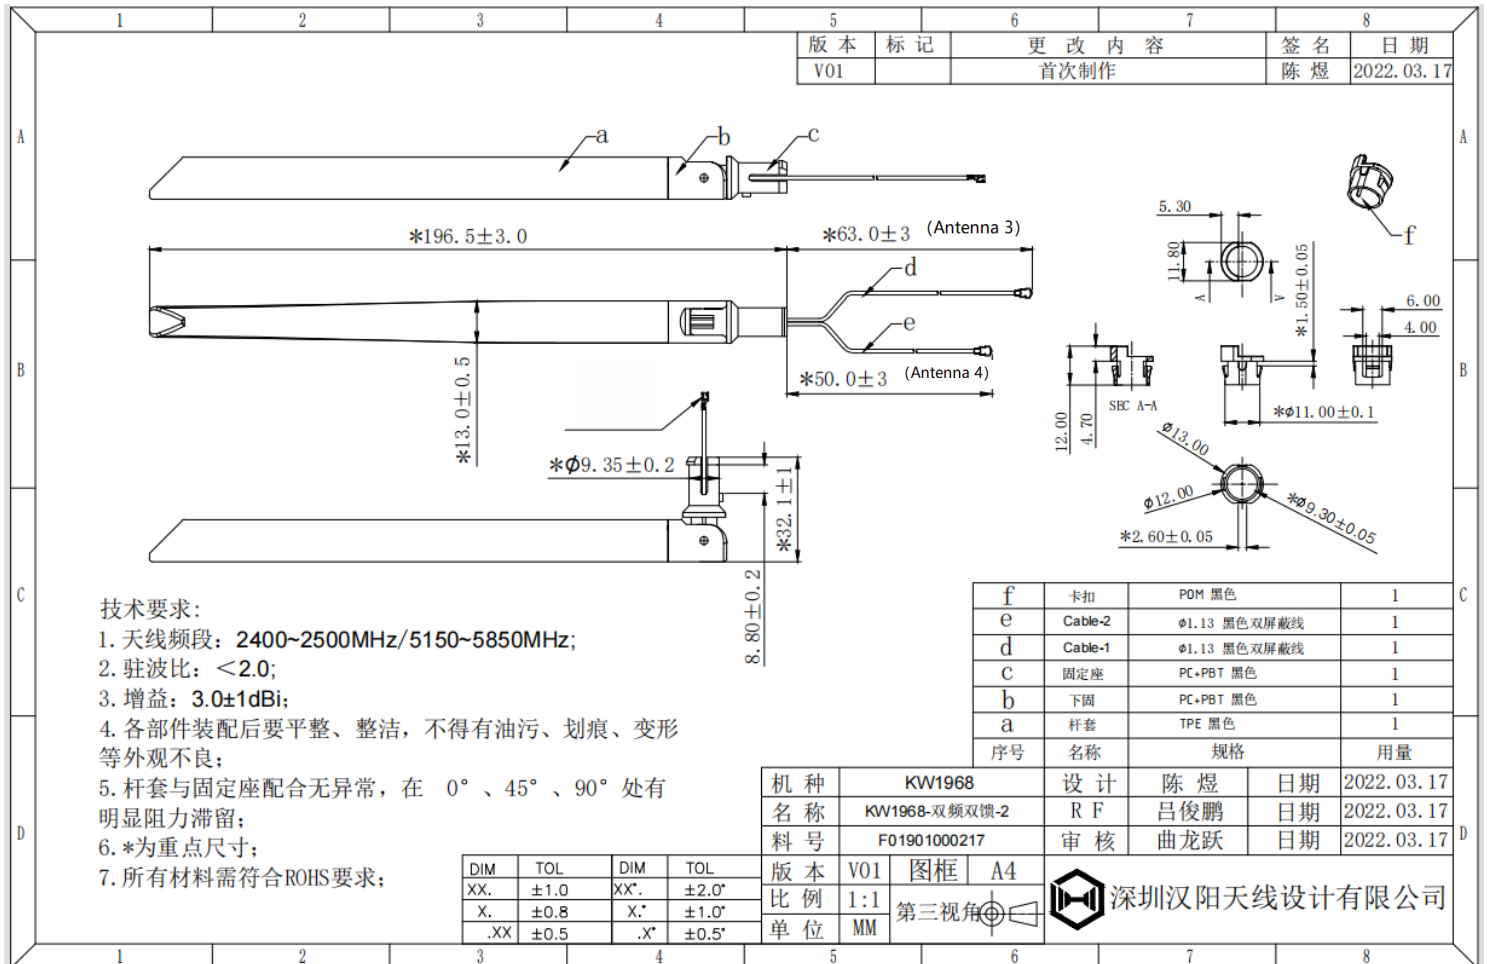 1 2 3 4 5 6 7 8
版本 标记 更改内容 签名 日期
V01 首次制作 陈煜 2022.03.17
A A
a b c
f
*196.5±3.0 *63.0±3 (Antenna 3)
5.30
11.80
A V
*1.50±0.05
d
e
6.00
4.00
B B
*13.0±0.5
*50.0±3 (Antenna 4)
12.00
4.70
SEC A-A
*Ø11.00±0.1
Ø13.00
*Ø9.35±0.2
*32.1±1
8.80±0.2
Ø12.00
*Ø9.30±0.05
*2.60±0.05
C C
技术要求:
1.天线频段: 2400~2500MHz/5150~5850MHz;
2.驻波比: <2.0;
3.增益: 3.0±1dBi;
4.各部件装配后要平整、整洁, 不得有油污、划痕、变形
等外观不良;
5.杆套与固定座配合无异常, 在 0° 、45° 、90° 处有
明显阻力滞留;
6.*为重点尺寸;
7.所有材料需符合ROHS要求;
f 卡扣 POM 黑色 1
e Cable-2 Ø1.13 黑色双屏蔽线 1
d Cable-1 Ø1.13 黑色双屏蔽线 1
c 固定座 PC+PBT 黑色 1
b 下固 PC+PBT 黑色 1
a 杆套 TPE 黑色 1
序号 名称 规格 用量
机种 KW1968 设计 陈煜 日期 2022.03.17
名称 KW1968-双频双馈-2 RF 吕俊鹏 日期 2022.03.17
料号 F01901000217 审核 曲龙跃 日期 2022.03.17
D D
版本 V01 图框 A4
比例 1:1 第三视角
单位 MM
深圳汉阳天线设计有限公司
DIM TOL DIM TOL
XX. ±1.0 XX°. ±2.0°
X. ±0.8 X.° ±1.0°
.XX ±0.5 .X° ±0.5°
1 2 3 4 5 6 7 8